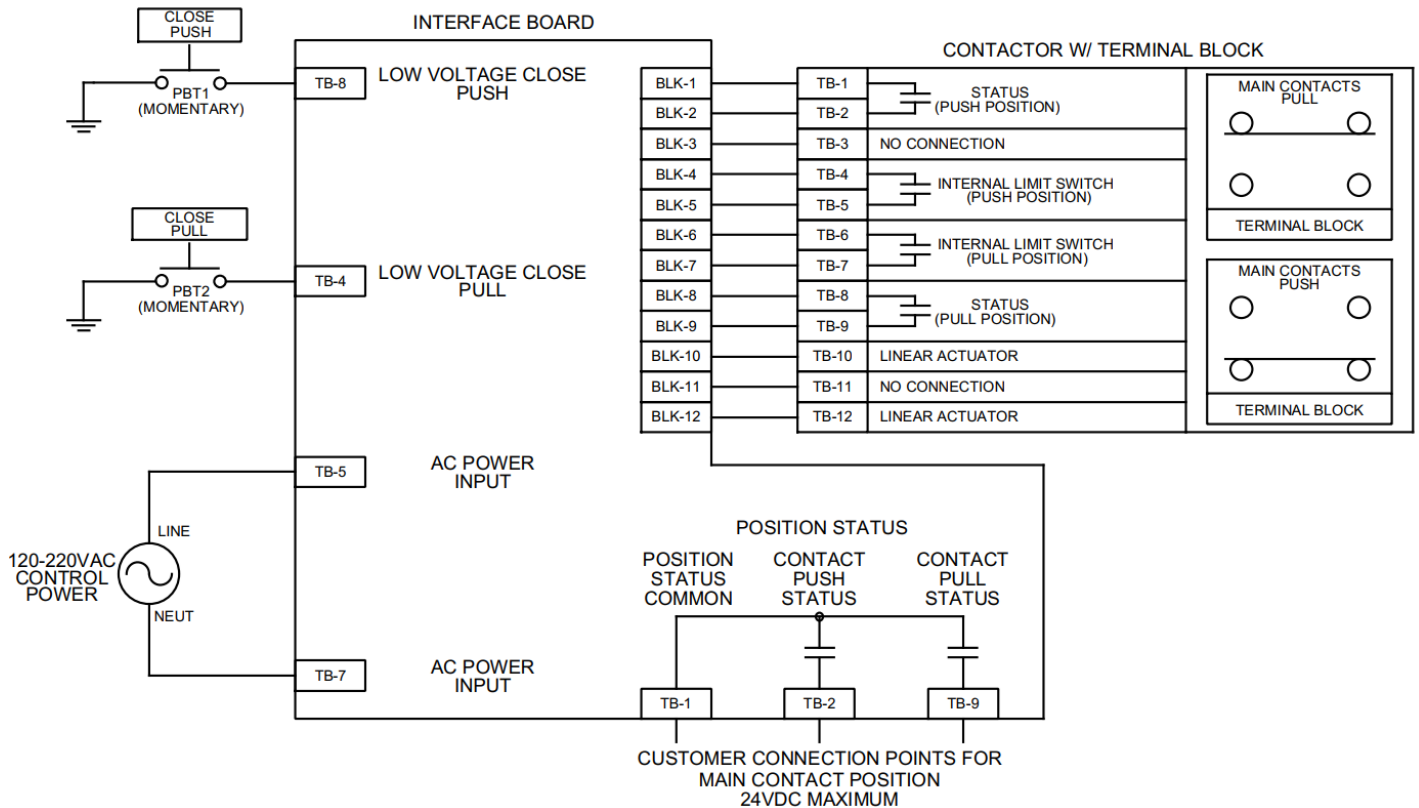 CLOSE
PUSH
PBT1
(MOMENTARY)
INTERFACE BOARD
TB-8
LOW VOLTAGE CLOSE
PUSH
CLOSE
PULL
PBT2
(MOMENTARY)
TB-4
LOW VOLTAGE CLOSE
PULL
BLK-1
BLK-2
BLK-3
BLK-4
BLK-5
BLK-6
BLK-7
BLK-8
BLK-9
BLK-10
BLK-11
BLK-12
CONTACTOR W/ TERMINAL BLOCK
TB-1
TB-2
STATUS
(PUSH POSITION)
TB-3
NO CONNECTION
TB-4
TB-5
INTERNAL LIMIT SWITCH
(PUSH POSITION)
TB-6
TB-7
INTERNAL LIMIT SWITCH
(PULL POSITION)
TB-8
TB-9
STATUS
(PULL POSITION)
TB-10
LINEAR ACTUATOR
TB-11
NO CONNECTION
TB-12
LINEAR ACTUATOR
MAIN CONTACTS
PULL
TERMINAL BLOCK
MAIN CONTACTS
PUSH
TERMINAL BLOCK
TB-5
AC POWER
INPUT
LINE
120-220VAC
CONTROL
POWER
NEUT
TB-7
AC POWER
INPUT
POSITION STATUS
POSITION
STATUS
COMMON
CONTACT
PUSH
STATUS
CONTACT
PULL
STATUS
TB-1
TB-2
TB-9
CUSTOMER CONNECTION POINTS FOR
MAIN CONTACT POSITION
24VDC MAXIMUM